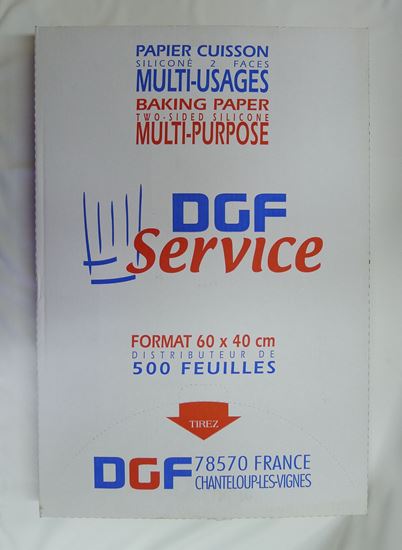 PAPIER CUISSON
SILICONÉ 2 FACES
MULTI-USAGES
BAKING PAPER
TWO-SIDED SILICONE
MULTI-PURPOSE
DGF
Service
FORMAT 60 x 40 cm
DISTRIBUTEUR DE
500 FEUILLES
TIREZ
DGF 78570 FRANCE
CHANTELOUP-LES-VIGNES